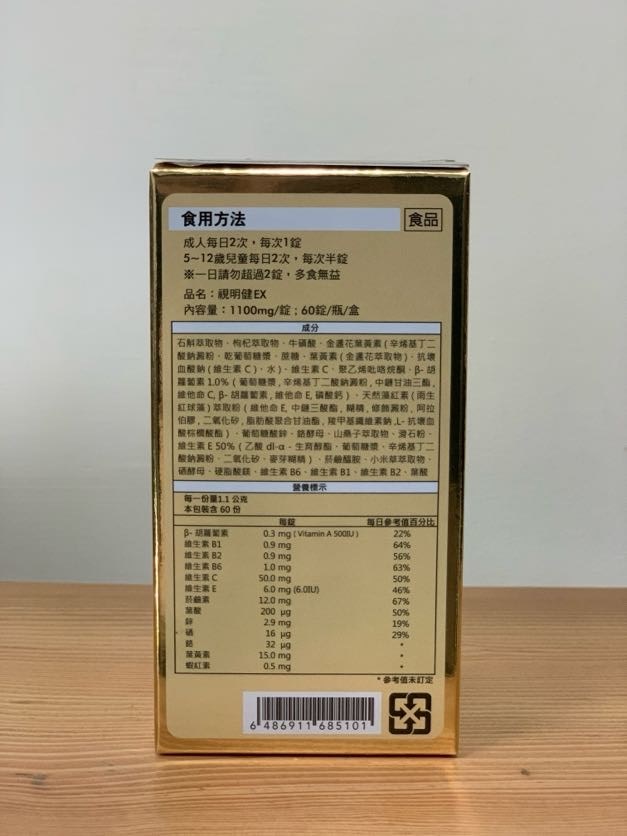 食用方法
食品
成人每日2次，每次1錠
5~12歲兒童每日2次，每次半錠
※一日請勿超過2錠，多食無益
品名：視明健EX
內容量：1100mg/錠；60錠/瓶/盒
成分
石斛萃取物、枸杞萃取物、牛磺酸、金盞花葉黃素(辛烯基丁二
酸鈉澱粉、乾葡萄糖漿、蔗糖、葉黃素(金盞花萃取物)、抗壞
血酸鈉(維生素C)、水)、維生素C、聚乙烯吡咯烷酮、β-胡
蘿蔔素1.0%(葡萄糖漿,辛烯基丁二酸鈉澱粉,中鏈甘油三酯,
維他命C,β-胡蘿蔔素,維他命E,磷酸鈣)、天然藻紅素(雨生
紅球藻)萃取粉(維他命E,中鏈三酸酯,糊精,修飾澱粉,阿拉
伯膠,二氧化矽,脂肪酸聚合甘油酯,羧甲基纖維素鈉,L-抗壞血
酸棕櫚酸酯)、葡萄糖酸鋅、鉻酵母、山桑子萃取物、滑石粉、
維生素E 50%(乙酸 dl-α-生育醇酯、葡萄糖漿、辛烯基丁二
酸鈉澱粉、二氧化矽、麥芽糊精)、菸鹼醯胺、小米草萃取物、
硒酵母、硬脂酸鎂、維生素B6、維生素B1、維生素B2、葉酸
營養標示
每一份量1.1 公克
本包裝含 60 份
每錠 每日參考值百分比
β-胡蘿蔔素 0.3 mg (Vitamin A 500IU) 22%
維生素B1 0.9 mg 64%
維生素B2 0.9 mg 56%
維生素B6 1.0 mg 63%
維生素C 50.0 mg 50%
維生素E 6.0 mg (6.0IU) 46%
菸鹼素 12.0 mg 67%
葉酸 200 μg 50%
鋅 2.9 mg 19%
硒 16 μg 29%
鉻 32 μg *
葉黃素 15.0 mg *
蝦紅素 0.5 mg *
*參考值未訂定
6 486911 685101